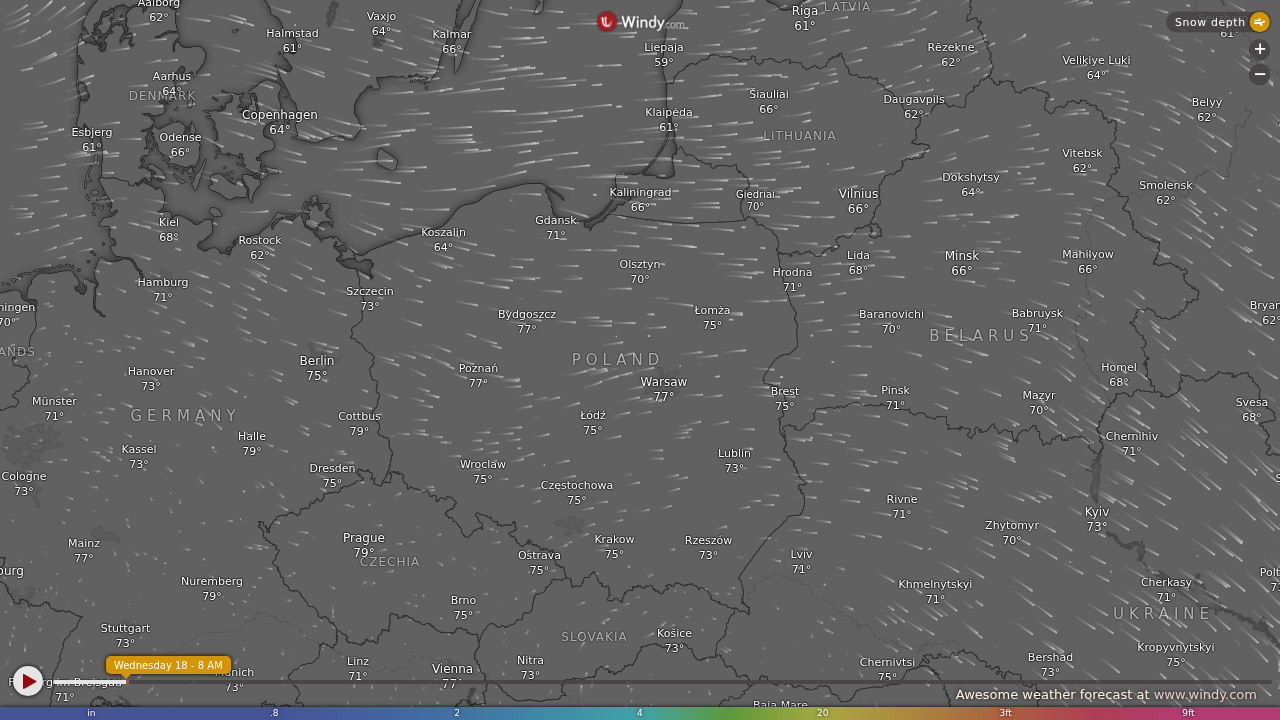 Aalborg
62°
Vaxjo
64°
Halmstad
61°
Kalmar
66°
Windy.com
Riga
61°
LATVIA
Snow depth
61°
+
−
Liepaja
59°
Rēzekne
62°
Velikiye Luki
64°
Aarhus
64°
DENMARK
Copenhagen
64°
Šiauliai
66°
Daugavpils
62°
Belyy
62°
Klaipėda
61°
LITHUANIA
Esbjerg
61°
Odense
66°
Vitebsk
62°
Dokshytsy
64°
Smolensk
62°
Kaliningrad
66°
Giedriai
70°
Vilnius
66°
Kiel
68°
Rostock
62°
Koszalin
64°
Gdansk
71°
Olsztyn
70°
Hrodna
71°
Lida
68°
Minsk
66°
Mahilyow
66°
Hamburg
71°
Szczecin
73°
Bydgoszcz
77°
Łomża
75°
Baranovichi
70°
Babruysk
71°
BELARUS
62°
70°
Berlin
75°
Poznań
77°
POLAND
Warsaw
77°
Brest
75°
Pinsk
71°
Homel
68°
Mazyr
70°
Svesa
68°
Hanover
73°
Münster
71°
GERMANY
Cottbus
79°
Łódź
75°
Halle
79°
Kassel
73°
Chernihiv
71°
Cologne
73°
Dresden
75°
Wroclaw
75°
Częstochowa
75°
Lublin
73°
Rivne
71°
Zhytomyr
70°
Kyiv
73°
Mainz
77°
Prague
79°
CZECHIA
Ostrava
75°
Krakow
75°
Rzeszów
73°
Lviv
71°
Khmelnytskyi
71°
Cherkasy
71°
UKRAINE
Nuremberg
79°
Brno
75°
SLOVAKIA
Košice
73°
Stuttgart
73°
Linz
71°
Vienna
77°
Nitra
73°
Chernivtsi
75°
Bershad
73°
Kropyvnytskyi
75°
Wednesday 18 - 8 AM
73°
71°
Baia Mare
Awesome weather forecast at www.windy.com
in
.8
2
4
20
3ft
9ft